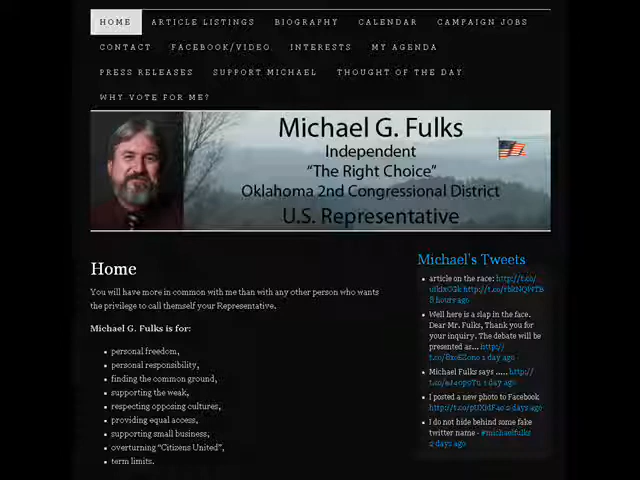 HOME ARTICLE LISTINGS BIOGRAPHY CALENDAR CAMPAIGN JOBS
CONTACT FACEBOOK/VIDEO INTERESTS MY AGENDA
PRESS RELEASES SUPPORT MICHAEL THOUGHT OF THE DAY
WHY VOTE FOR ME?
Michael G. Fulks
Independent
“The Right Choice”
Oklahoma 2nd Congressional District
U.S. Representative
Home
You will have more in common with me than with any other person who wants
the privilege to call themself your Representative.
Michael G. Fulks is for:
personal freedom,
personal responsibility,
finding the common ground,
supporting the weak,
respecting opposing cultures,
providing equal access,
supporting small business,
overturning “Citizens United”,
term limits.
Michael's Tweets
article on the race: http://t.co/
8 hours ago
Well here is a slap in the face.
Dear Mr. Fulks, Thank you for
your inquiry. The debate will be
presented as... http://
1 day ago
Michael Fulks says ..... http://
1 day ago
I posted a new photo to Facebook
2 days ago
I do not hide behind some fake
twitter name - #michaelfulks
2 days ago